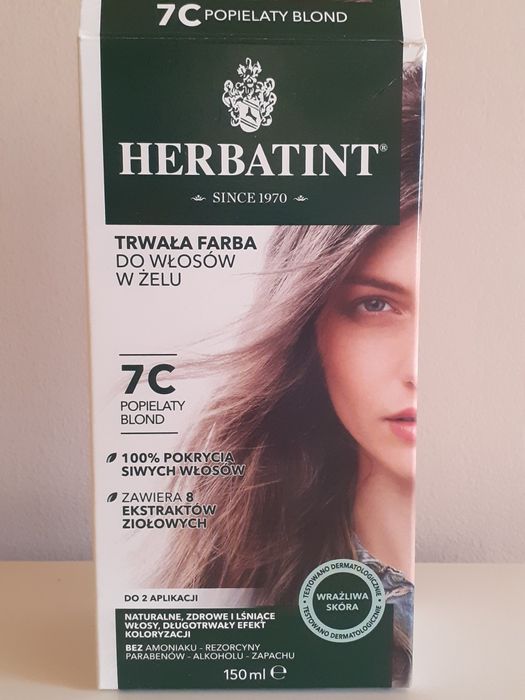 7C POPIELATY BLOND
HERBATINT®
SINCE 1970
TRWAŁA FARBA
DO WŁOSÓW
W ŻELU
7C
POPIELATY
BLOND
100% POKRYCIA
SIWYCH WŁOSÓW
ZAWIERA 8
EKSTRAKTÓW
ZIOŁOWYCH
DO 2 APLIKACJI
NATURALNE, ZDROWE I LŚNIĄCE
WŁOSY, DŁUGOTRWAŁY EFEKT
KOLORYZACJI
BEZ AMONIAKU - REZORCYNY
PARABENÓW - ALKOHOLU - ZAPACHU
150 ml ℮
TESTOWANO DERMATOLOGICZNIE
WRAŻLIWA
SKÓRA
TESTOWANO DERMATOLOGICZNIE